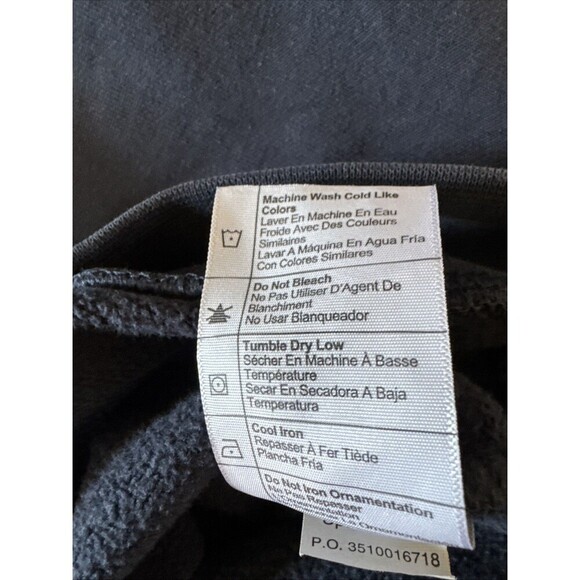 Machine Wash Cold Like
Colors
Laver En Machine En Eau
Froide Avec Des Couleurs
Similaires
Lavar A Máquina En Agua Fría
Con Colores Similares
Do Not Bleach
Ne Pas Utiliser D'Agent De
Blanchiment
No Usar Blanqueador
Tumble Dry Low
Sécher En Machine À Basse
Température
Secar En Secadora A Baja
Temperatura
Cool Iron
Repasser À Fer Tiède
Plancha Fría
Do Not Iron Ornamentation
Ne Pas Repasser
P.O. 3510016718